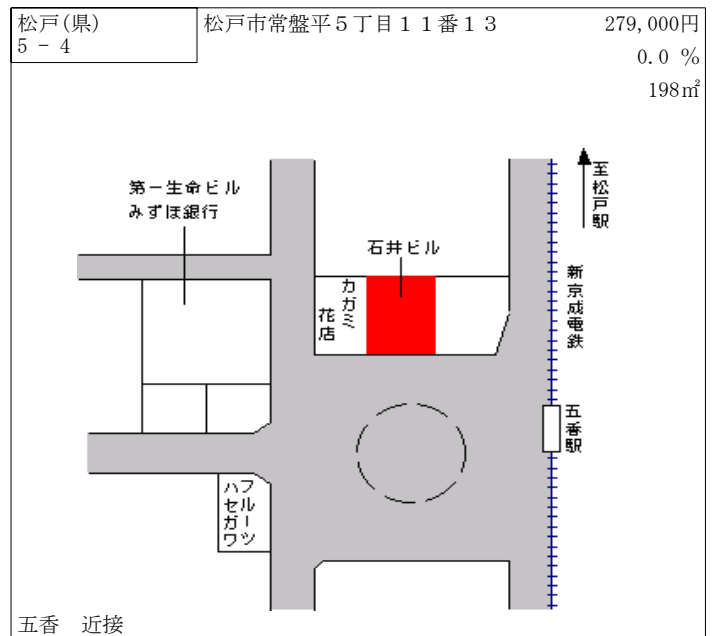 松戸(県)
5 - 4
松戸市常盤平５丁目１１番１３
279,000円
0.0 %
198㎡
第一生命ビル
みずほ銀行
石井ビル
カガミ
花店
至松戸駅
新京成電鉄
五香駅
フルーツ
ハセガワ
五香　近接